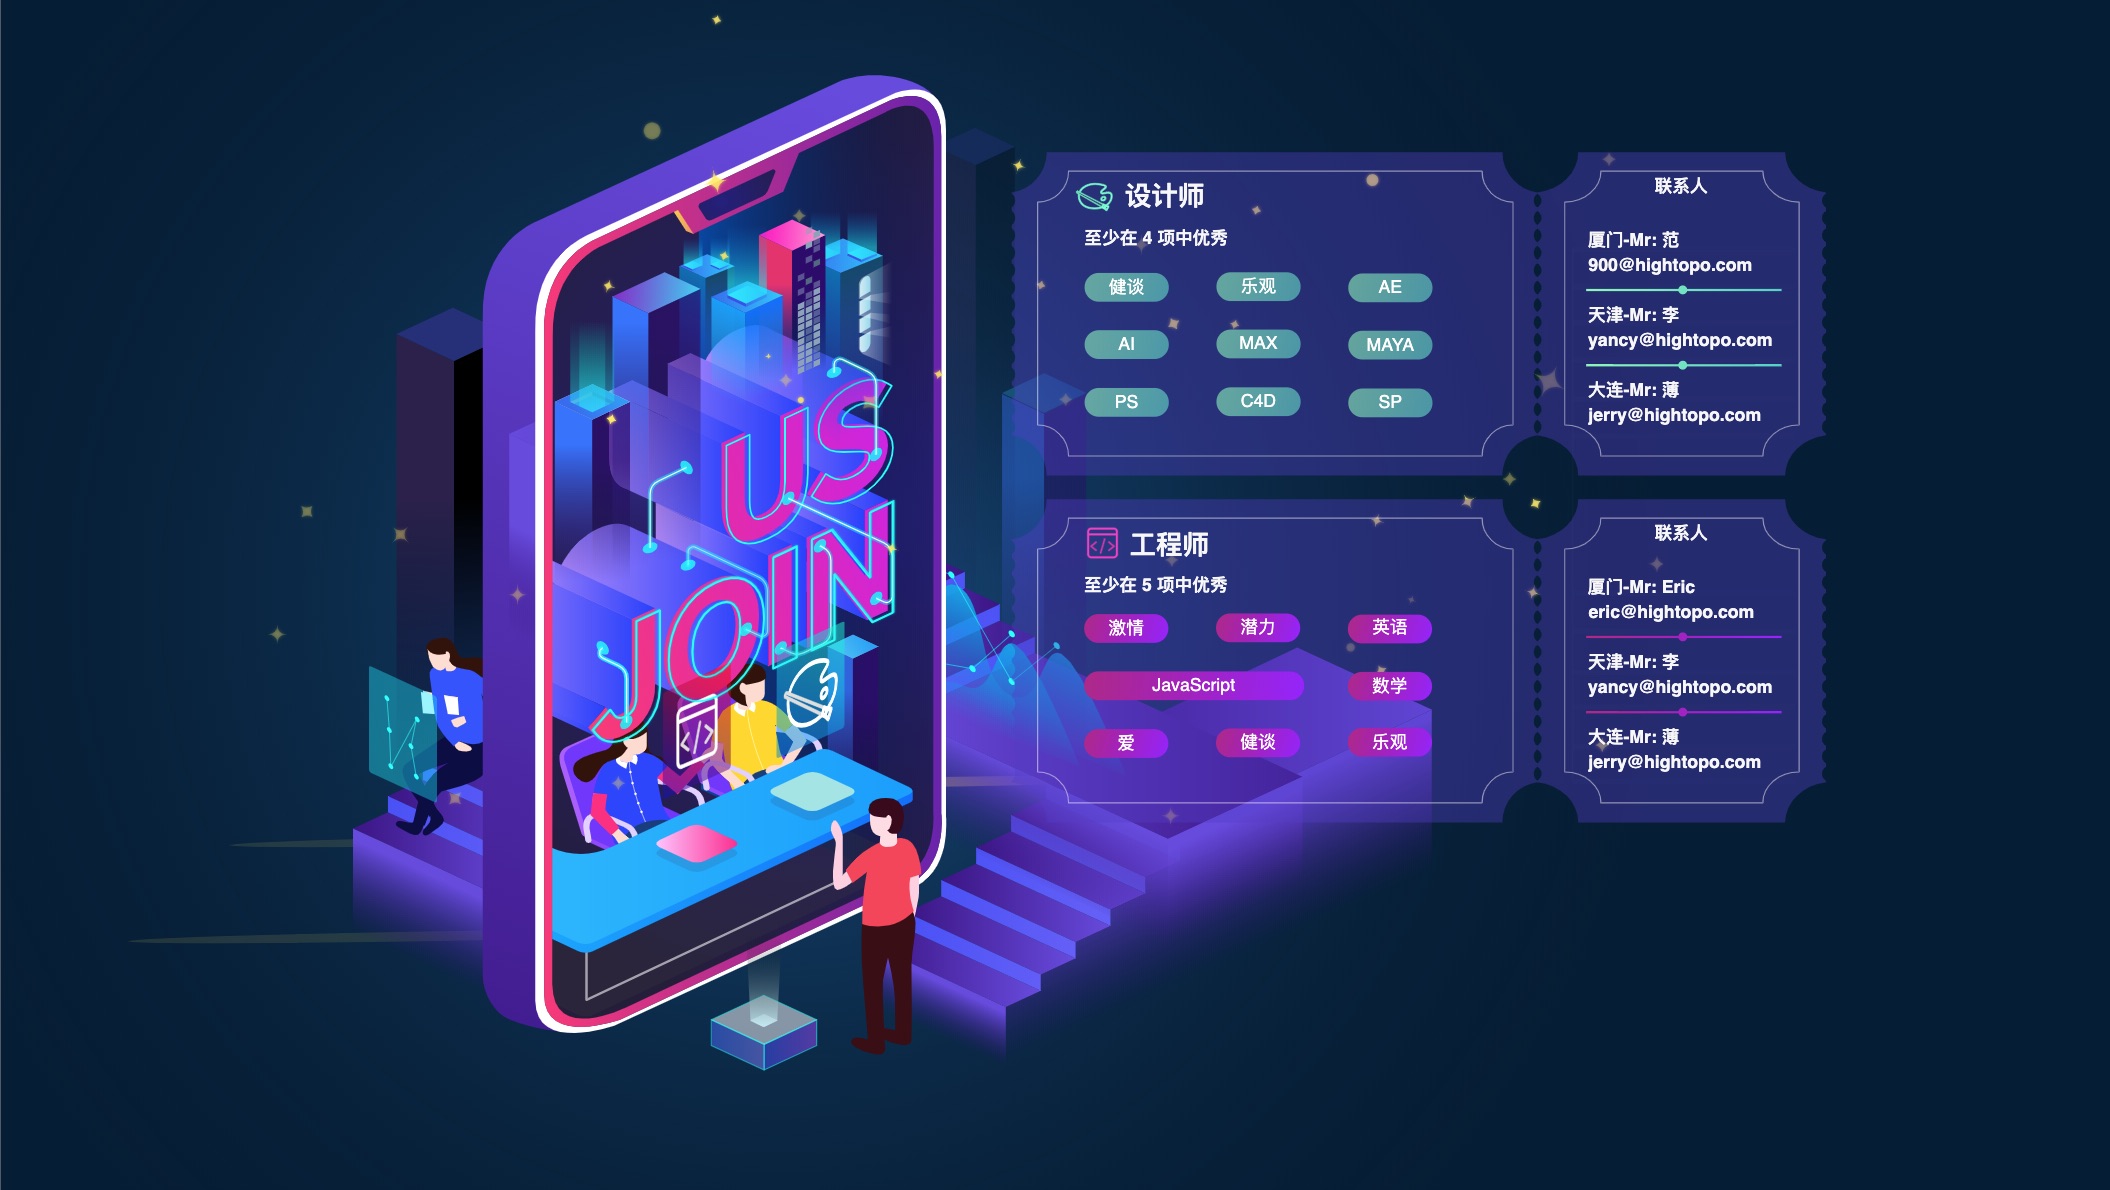 US
JOIN
</>
设计师
至少在 4 项中优秀
健谈 乐观 AE
AI MAX MAYA
PS C4D SP
联系人
厦门-Mr: 范
900@hightopo.com
天津-Mr: 李
yancy@hightopo.com
大连-Mr: 薄
jerry@hightopo.com
</> 工程师
至少在 5 项中优秀
激情 潜力 英语
JavaScript 数学
爱 健谈 乐观
联系人
厦门-Mr: Eric
eric@hightopo.com
天津-Mr: 李
yancy@hightopo.com
大连-Mr: 薄
jerry@hightopo.com